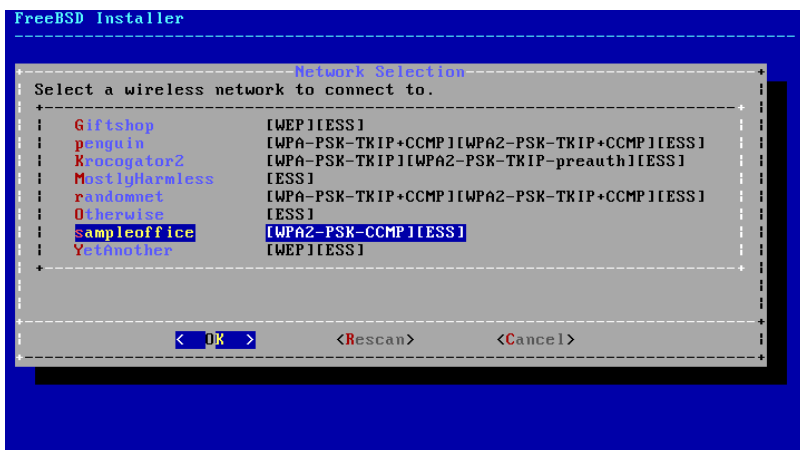 FreeBSD Installer
Network Selection
Select a wireless network to connect to.
Giftshop [WEP][ESS]
penguin [WPA-PSK-TKIP+CCMP][WPA2-PSK-TKIP+CCMP][ESS]
Krocogator2 [WPA-PSK-TKIP][WPA2-PSK-TKIP-preauth][ESS]
MostlyHarmless [ESS]
randomnet [WPA-PSK-TKIP+CCMP][WPA2-PSK-TKIP+CCMP][ESS]
Otherwise [ESS]
sampleoffice [WPA2-PSK-CCMP][ESS]
YetAnother [WEP][ESS]
< OK > <Rescan> <Cancel>